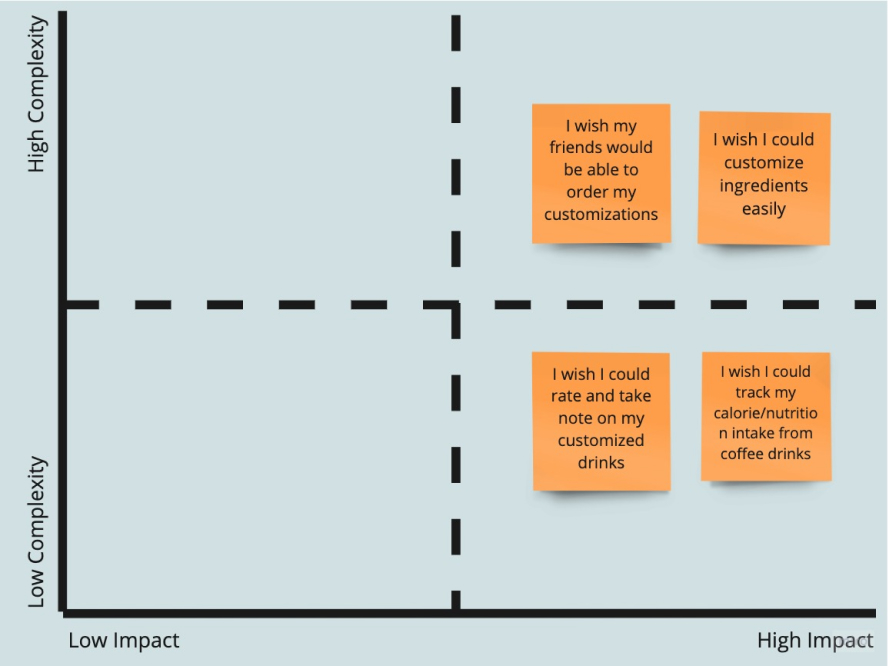 High Complexity
I wish my
friends would
be able to
order my
customizations
I wish I could
customize
ingredients
easily
I wish I could
rate and take
note on my
customized
drinks
I wish I could
track my
calorie/nutritio
n intake from
coffee drinks
Low Complexity
Low Impact
High Impact